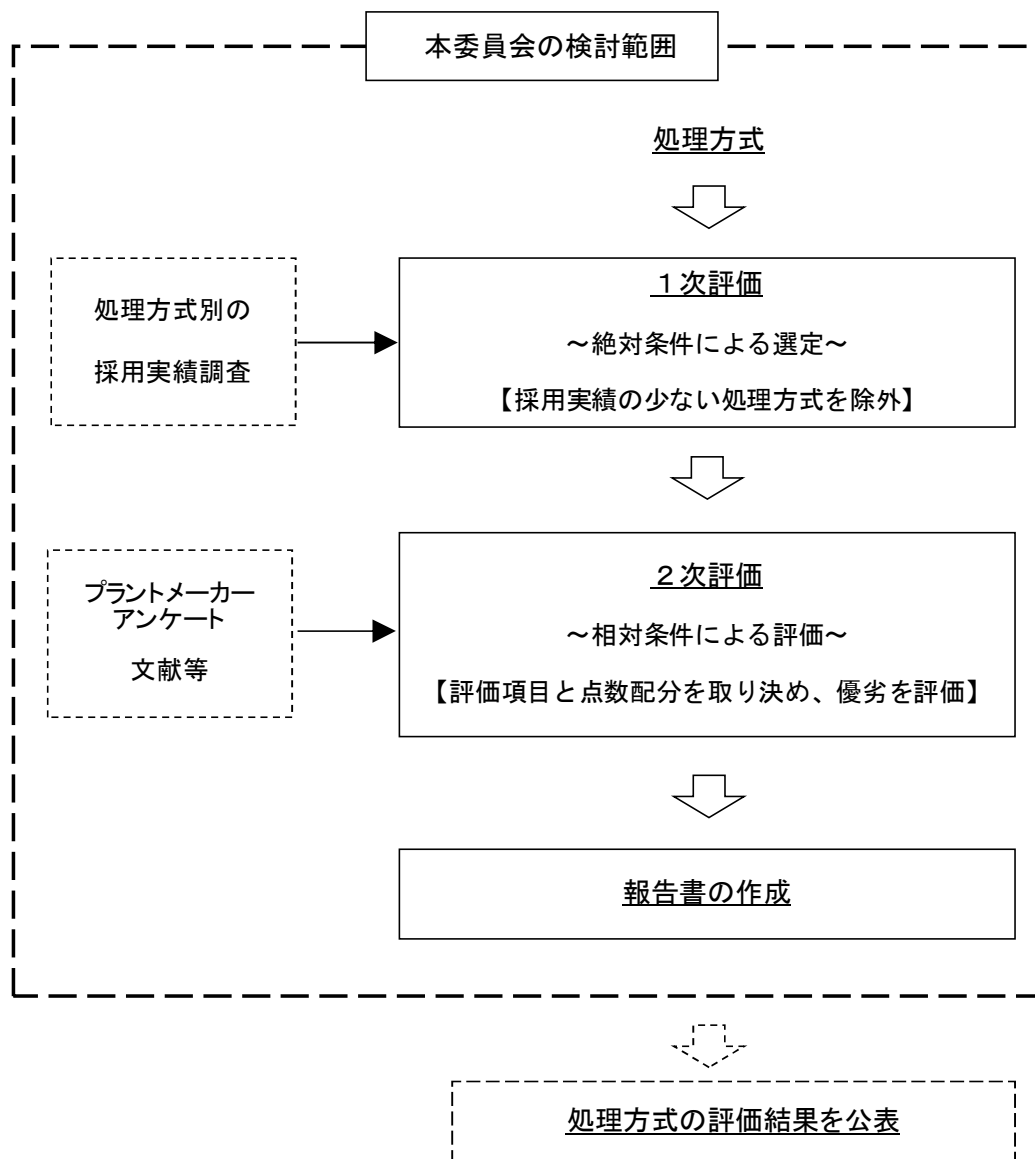 本委員会の検討範囲
処理方式
処理方式別の
採用実績調査
１次評価
～絶対条件による選定～
【採用実績の少ない処理方式を除外】
プラントメーカー
アンケート
文献等
２次評価
～相対条件による評価～
【評価項目と点数配分を取り決め、優劣を評価】
報告書の作成
処理方式の評価結果を公表